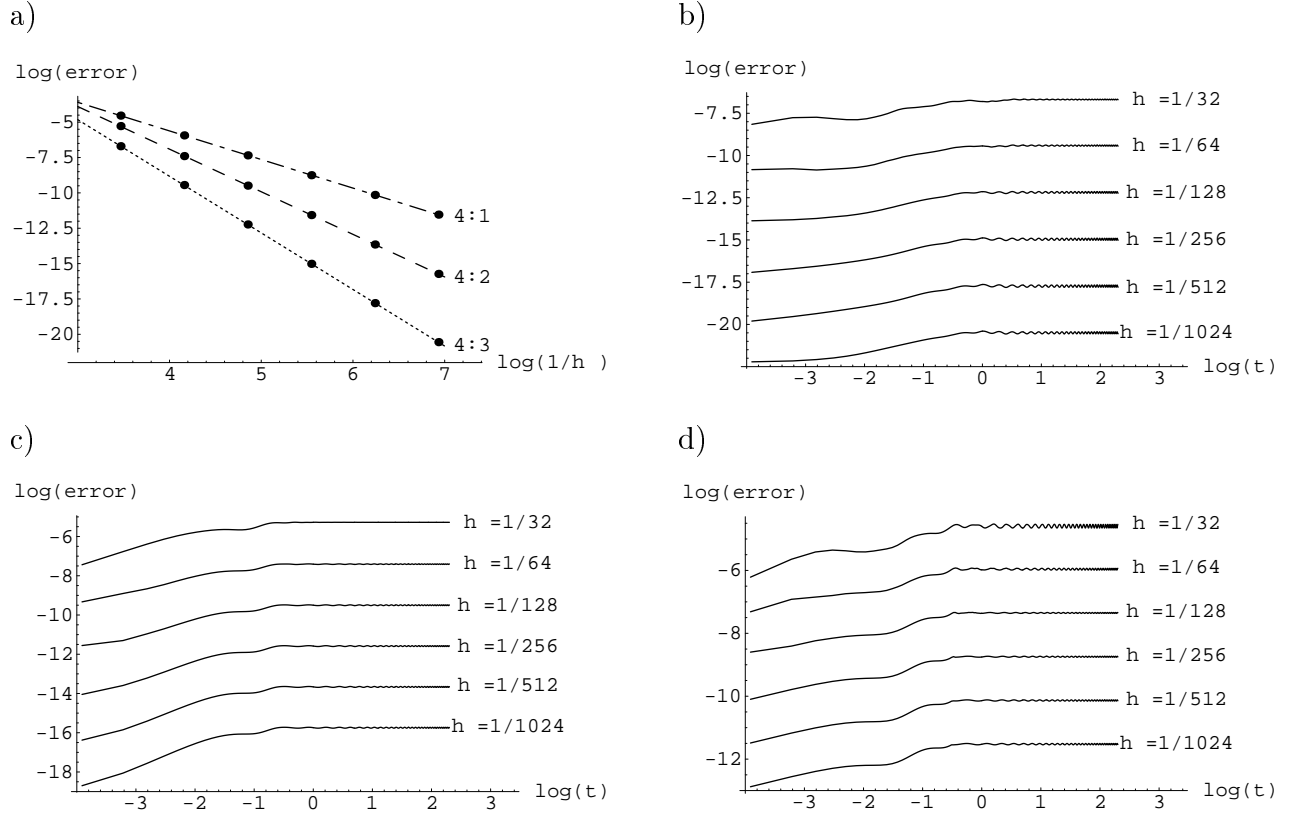 a)
log(error)
-5
-7.5
-10
-12.5
-15
-17.5
-20
4:1
4:2
4:3
4 5 6 7
log(1/h )
b)
log(error)
-7.5
-10
-12.5
-15
-17.5
-20
h =1/32
h =1/64
h =1/128
h =1/256
h =1/512
h =1/1024
-3 -2 -1 0 1 2 3
log(t)
c)
log(error)
-6
-8
-10
-12
-14
-16
-18
h =1/32
h =1/64
h =1/128
h =1/256
h =1/512
h =1/1024
-3 -2 -1 0 1 2 3
log(t)
d)
log(error)
-6
-8
-10
-12
h =1/32
h =1/64
h =1/128
h =1/256
h =1/512
h =1/1024
-3 -2 -1 0 1 2 3
log(t)